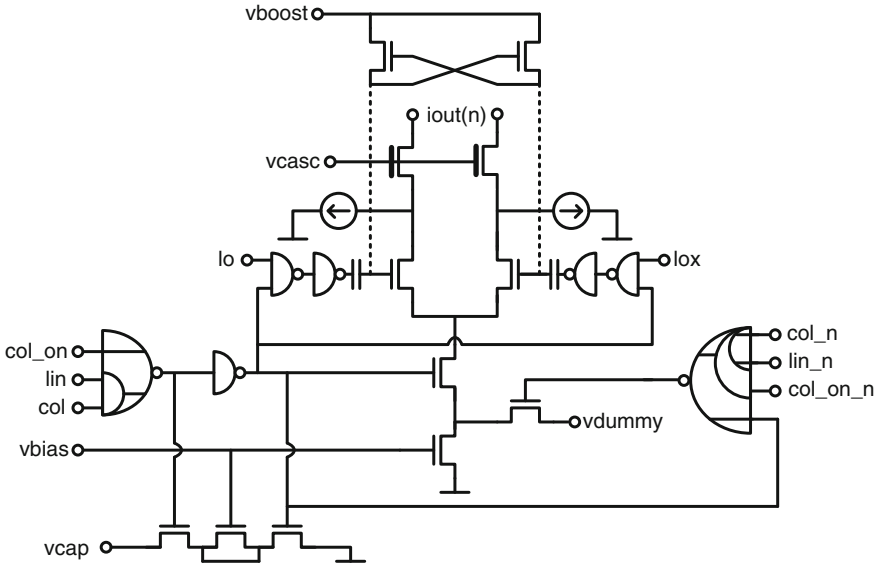 vboost
iout(n)
vcasc
lo
lox
col_on
lin
col
col_n
lin_n
col_on_n
vbias
vdummy
vcap